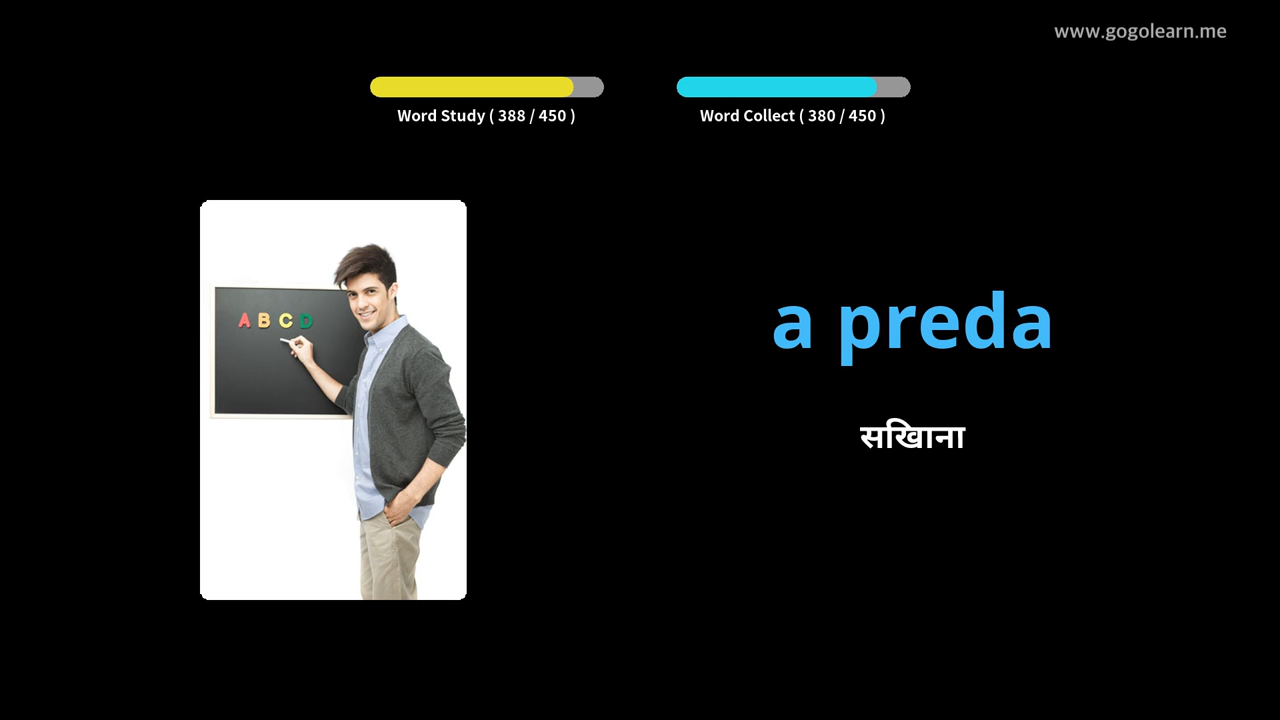 www.gogolearn.me
Word Study ( 388 / 450 )
Word Collect ( 380 / 450 )
A B C D
a preda
सखिाना